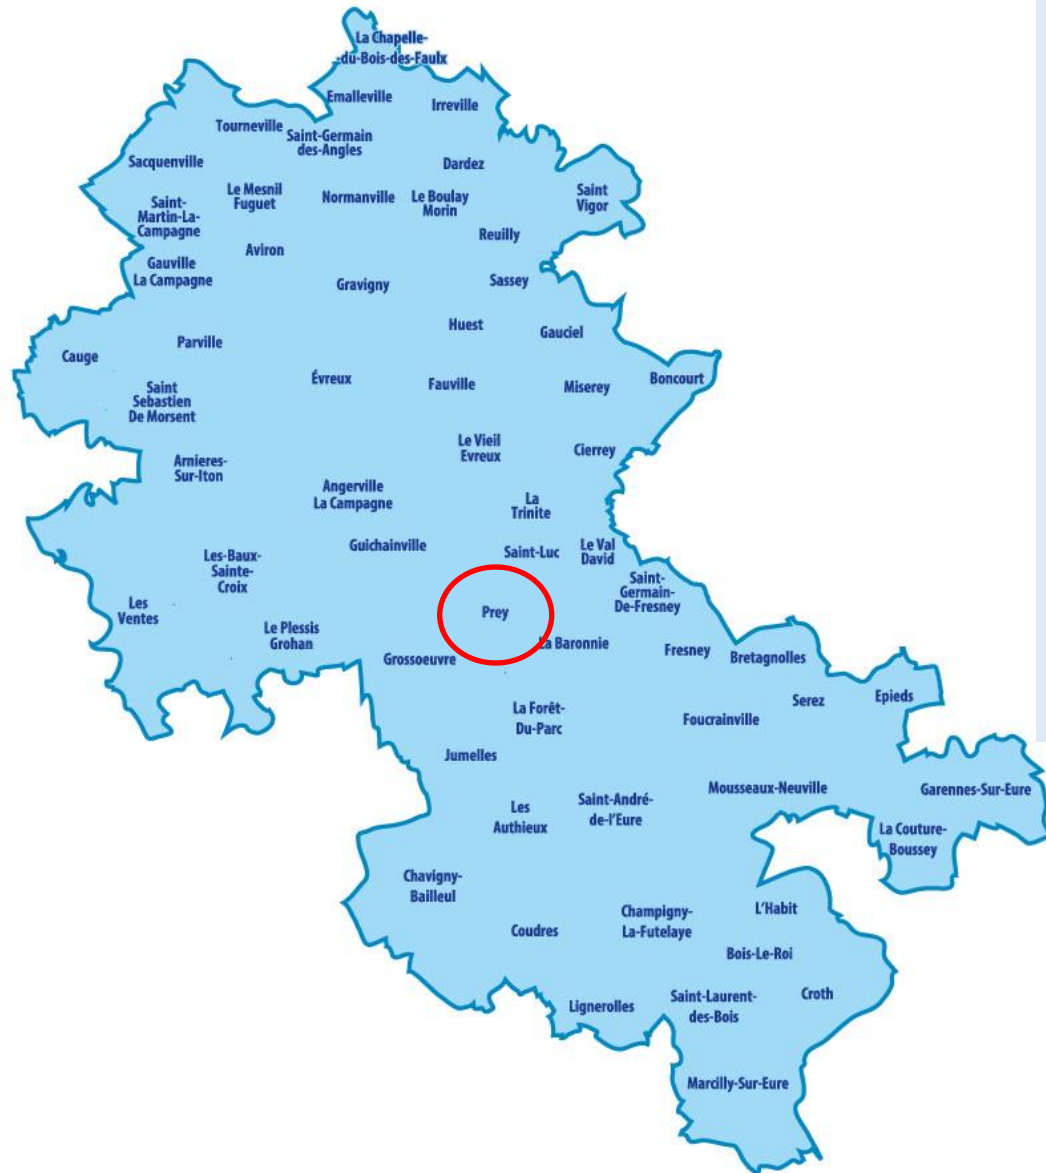 La Chapelle-
-du-Bois-des-Faulx
Emalleville
Irreville
Tourneville
Saint-Germain
des-Angles
Sacquenville
Dardez
Le Mesnil
Fuguet
Normanville
Le Boulay
Morin
Saint
Vigor
Saint-
Martin-La-
Campagne
Reuilly
Aviron
Gauville
La Campagne
Gravigny
Sassey
Huest
Gauciel
Parville
Cauge
Évreux
Fauville
Miserey
Boncourt
Saint
Sebastien
De Morsent
Le Vieil
Evreux
Cierrey
Arnieres-
Sur-Iton
Angerville
La Campagne
La
Trinite
Guichainville
Saint-Luc
Le Val
David
Les-Baux-
Sainte-
Croix
Saint-
Germain-
De-Fresney
Les
Ventes
Prey
Le Plessis
Grohan
La Baronnie
Grossoeuvre
Fresney
Bretagnolles
Serez
Epieds
La Forêt-
Du-Parc
Foucrainville
Jumelles
Mousseaux-Neuville
Garennes-Sur-Eure
Les
Authieux
Saint-André-
de-l'Eure
La Couture-
Boussey
Chavigny-
Bailleul
Champigny-
La-Futelaye
L'Habit
Coudres
Bois-Le-Roi
Lignerolles
Saint-Laurent-
des-Bois
Croth
Marcilly-Sur-Eure